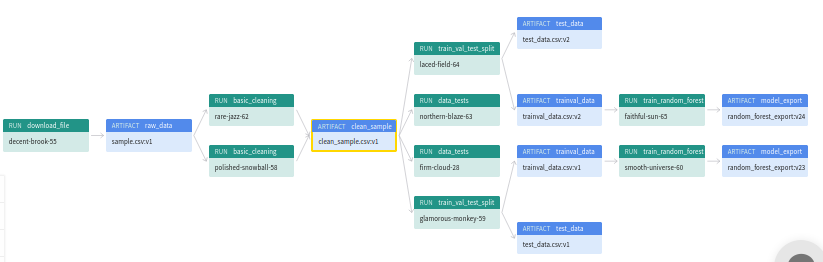 RUN download_file
decent-brook-55
ARTIFACT raw_data
sample.csv:v1
RUN basic_cleaning
rare-jazz-62
RUN basic_cleaning
polished-snowball-58
ARTIFACT clean_sample
clean_sample.csv:v1
RUN train_val_test_split
laced-field-64
RUN data_tests
northern-blaze-63
RUN data_tests
firm-cloud-28
RUN train_val_test_split
glamorous-monkey-59
ARTIFACT test_data
test_data.csv:v2
ARTIFACT trainval_data
trainval_data.csv:v2
ARTIFACT trainval_data
trainval_data.csv:v1
ARTIFACT test_data
test_data.csv:v1
RUN train_random_forest
faithful-sun-65
RUN train_random_forest
smooth-universe-60
ARTIFACT model_export
random_forest_export:v24
ARTIFACT model_export
random_forest_export:v23